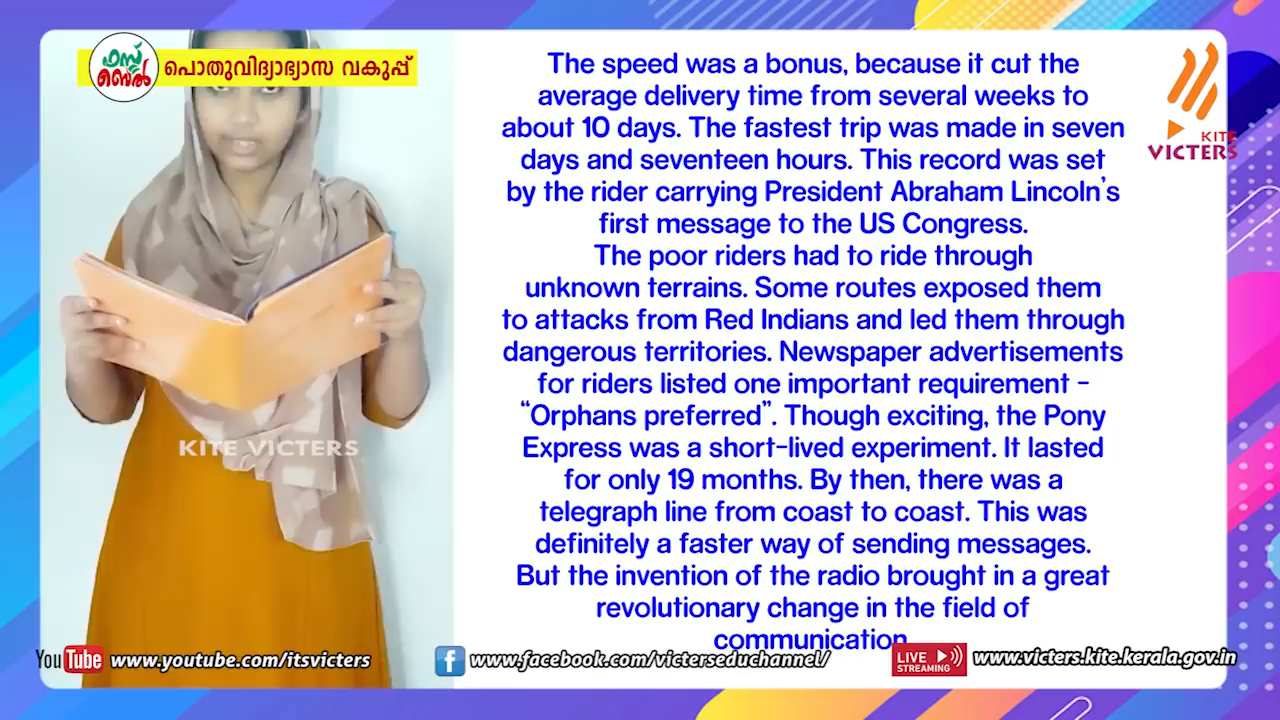 ഫസ്റ്റ്
ബെൽ
പൊതുവിദ്യാഭ്യാസ വകുപ്പ്
KITE
VICTERS
The speed was a bonus, because it cut the
average delivery time from several weeks to
about 10 days. The fastest trip was made in seven
days and seventeen hours. This record was set
by the rider carrying President Abraham Lincoln's
first message to the US Congress.
The poor riders had to ride through
unknown terrains. Some routes exposed them
to attacks from Red Indians and led them through
dangerous territories. Newspaper advertisements
for riders listed one important requirement -
“Orphans preferred”. Though exciting, the Pony
Express was a short-lived experiment. It lasted
for only 19 months. By then, there was a
telegraph line from coast to coast. This was
definitely a faster way of sending messages.
But the invention of the radio brought in a great
revolutionary change in the field of
communication
KITE VICTERS
YouTube www.youtube.com/itsvicters
f www.facebook.com/victerseduchannel/
LIVE STREAMING www.victers.kite.kerala.gov.in